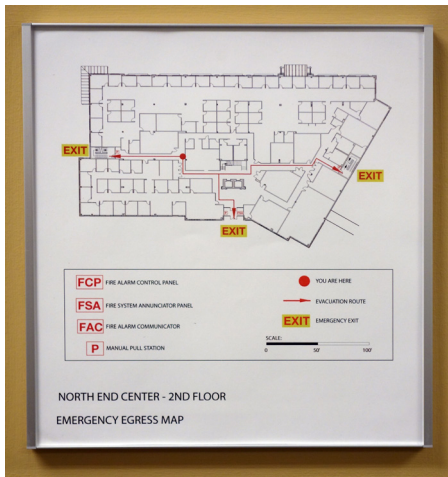 EXIT
EXIT
EXIT
FCP FIRE ALARM CONTROL PANEL
FSA FIRE SYSTEM ANNUNCIATOR PANEL
FAC FIRE ALARM COMMUNICATOR
P MANUAL PULL STATION
YOU ARE HERE
EVACUATION ROUTE
EXIT EMERGENCY EXIT
SCALE:
0 50' 100'
NORTH END CENTER - 2ND FLOOR
EMERGENCY EGRESS MAP